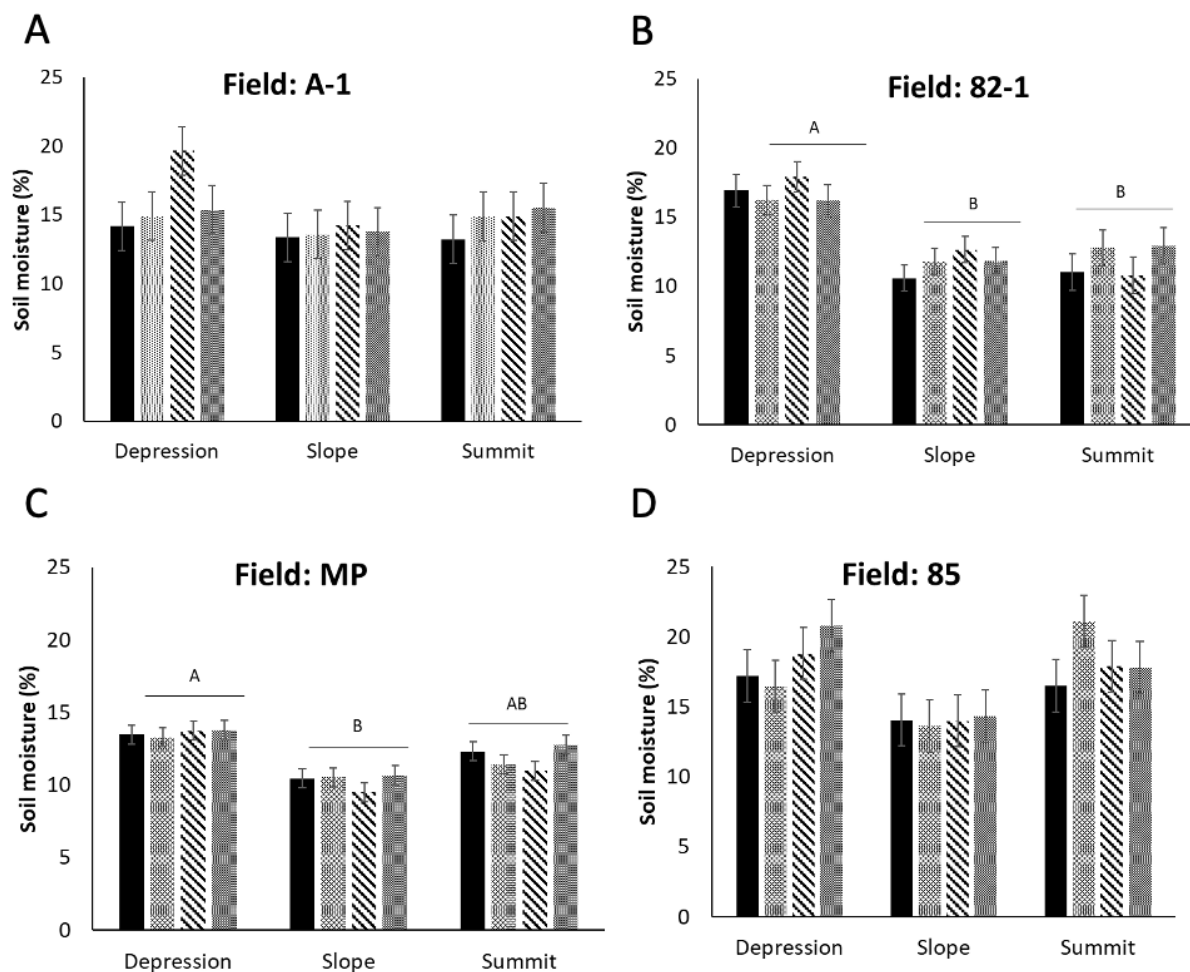 A
Field: A-1
25
20
15
10
5
0
Soil moisture (%)
Depression Slope Summit
B
Field: 82-1
25
20
15
10
5
0
Soil moisture (%)
A
B
B
Depression Slope Summit
C
Field: MP
25
20
15
10
5
0
Soil moisture (%)
A
B
AB
Depression Slope Summit
D
Field: 85
25
20
15
10
5
0
Soil moisture (%)
Depression Slope Summit